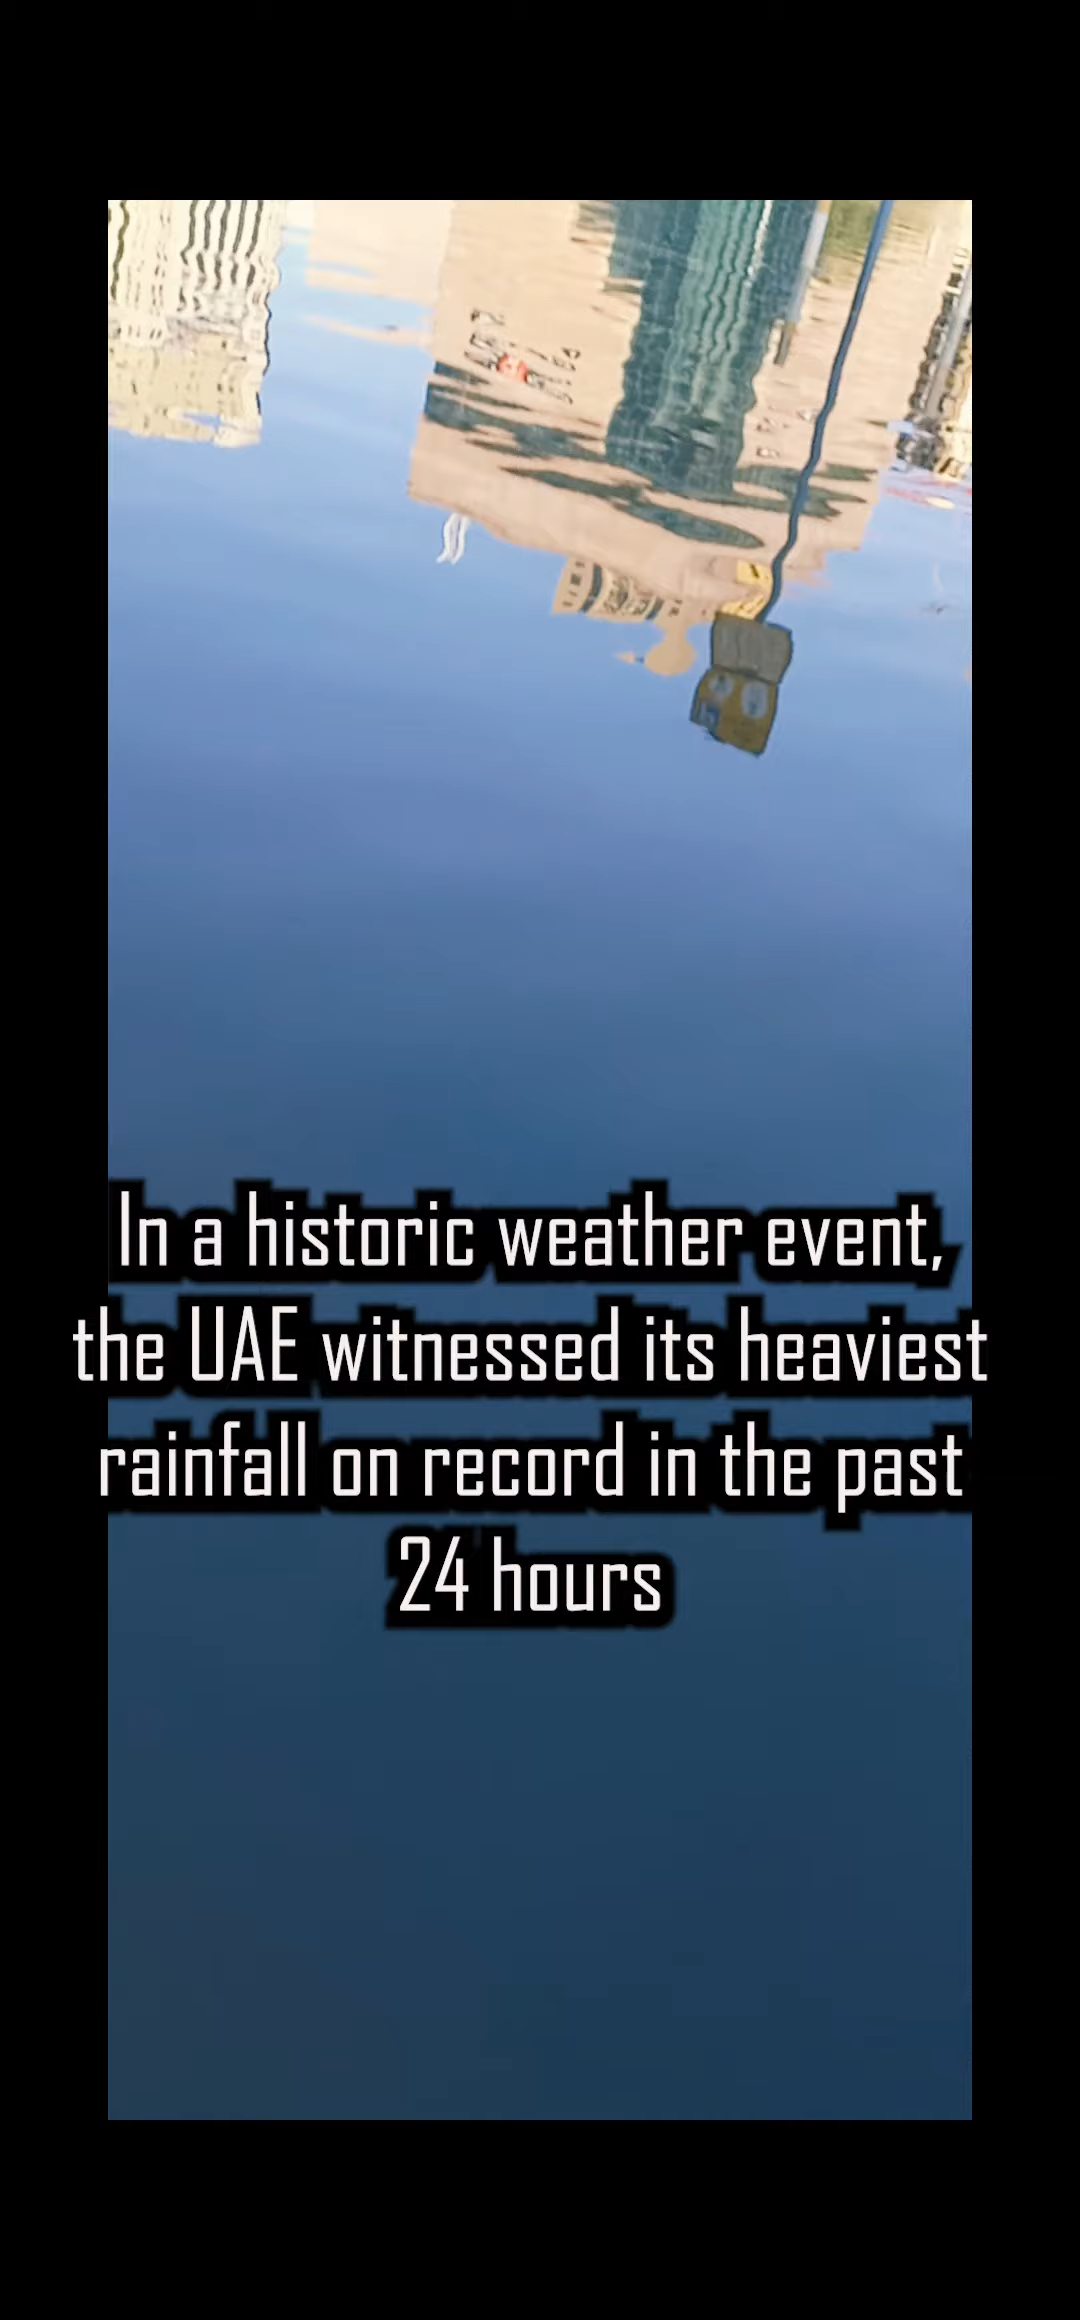 In a historic weather event,
the UAE witnessed its heaviest
rainfall on record in the past
24 hours